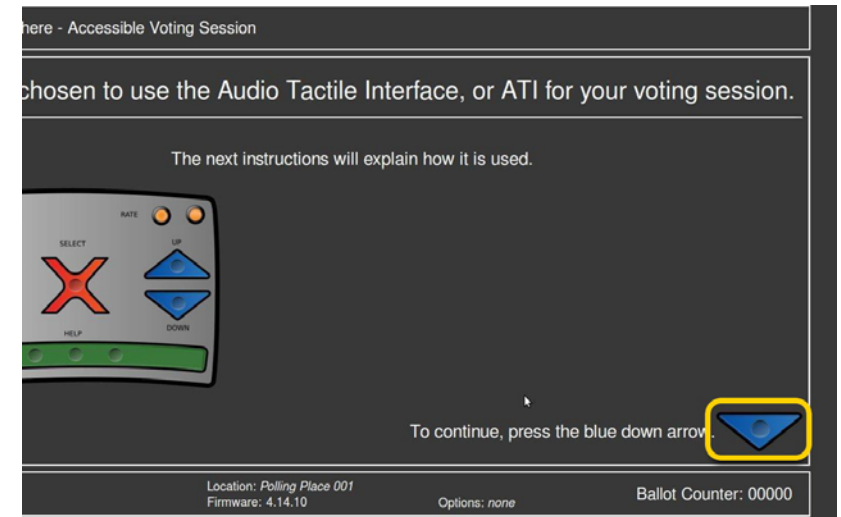 here - Accessible Voting Session
chosen to use the Audio Tactile Interface, or ATI for your voting session.
The next instructions will explain how it is used.
RATE
SELECT
UP
DOWN
HELP
To continue, press the blue down arrow.
Location: Polling Place 001
Firmware: 4.14.10
Options: none
Ballot Counter: 00000